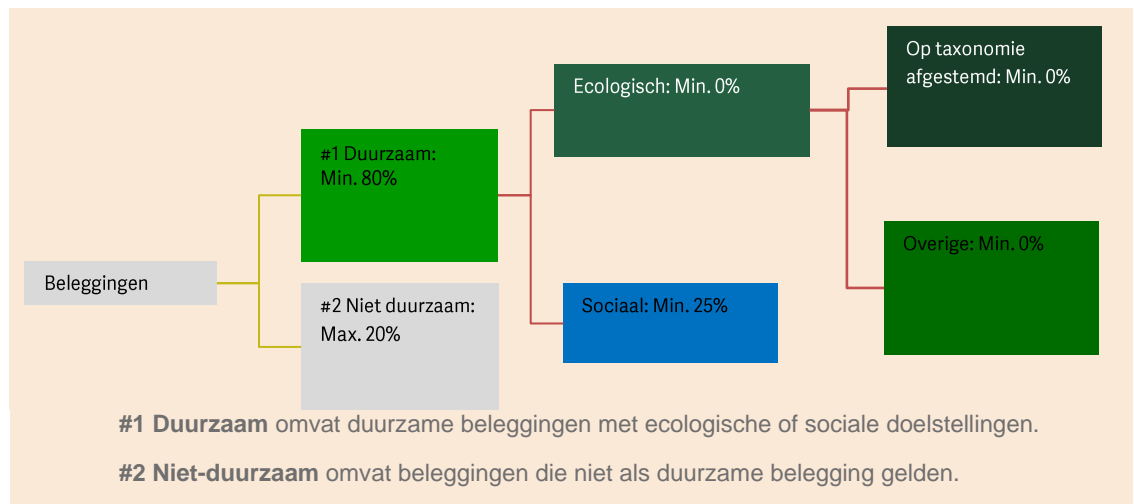 Beleggingen
#1 Duurzaam:
Min. 80%
#2 Niet duurzaam:
Max. 20%
Ecologisch: Min. 0%
Sociaal: Min. 25%
Op taxonomie
afgestemd: Min. 0%
Overige: Min. 0%
#1 Duurzaam omvat duurzame beleggingen met ecologische of sociale doelstellingen.
#2 Niet-duurzaam omvat beleggingen die niet als duurzame belegging gelden.